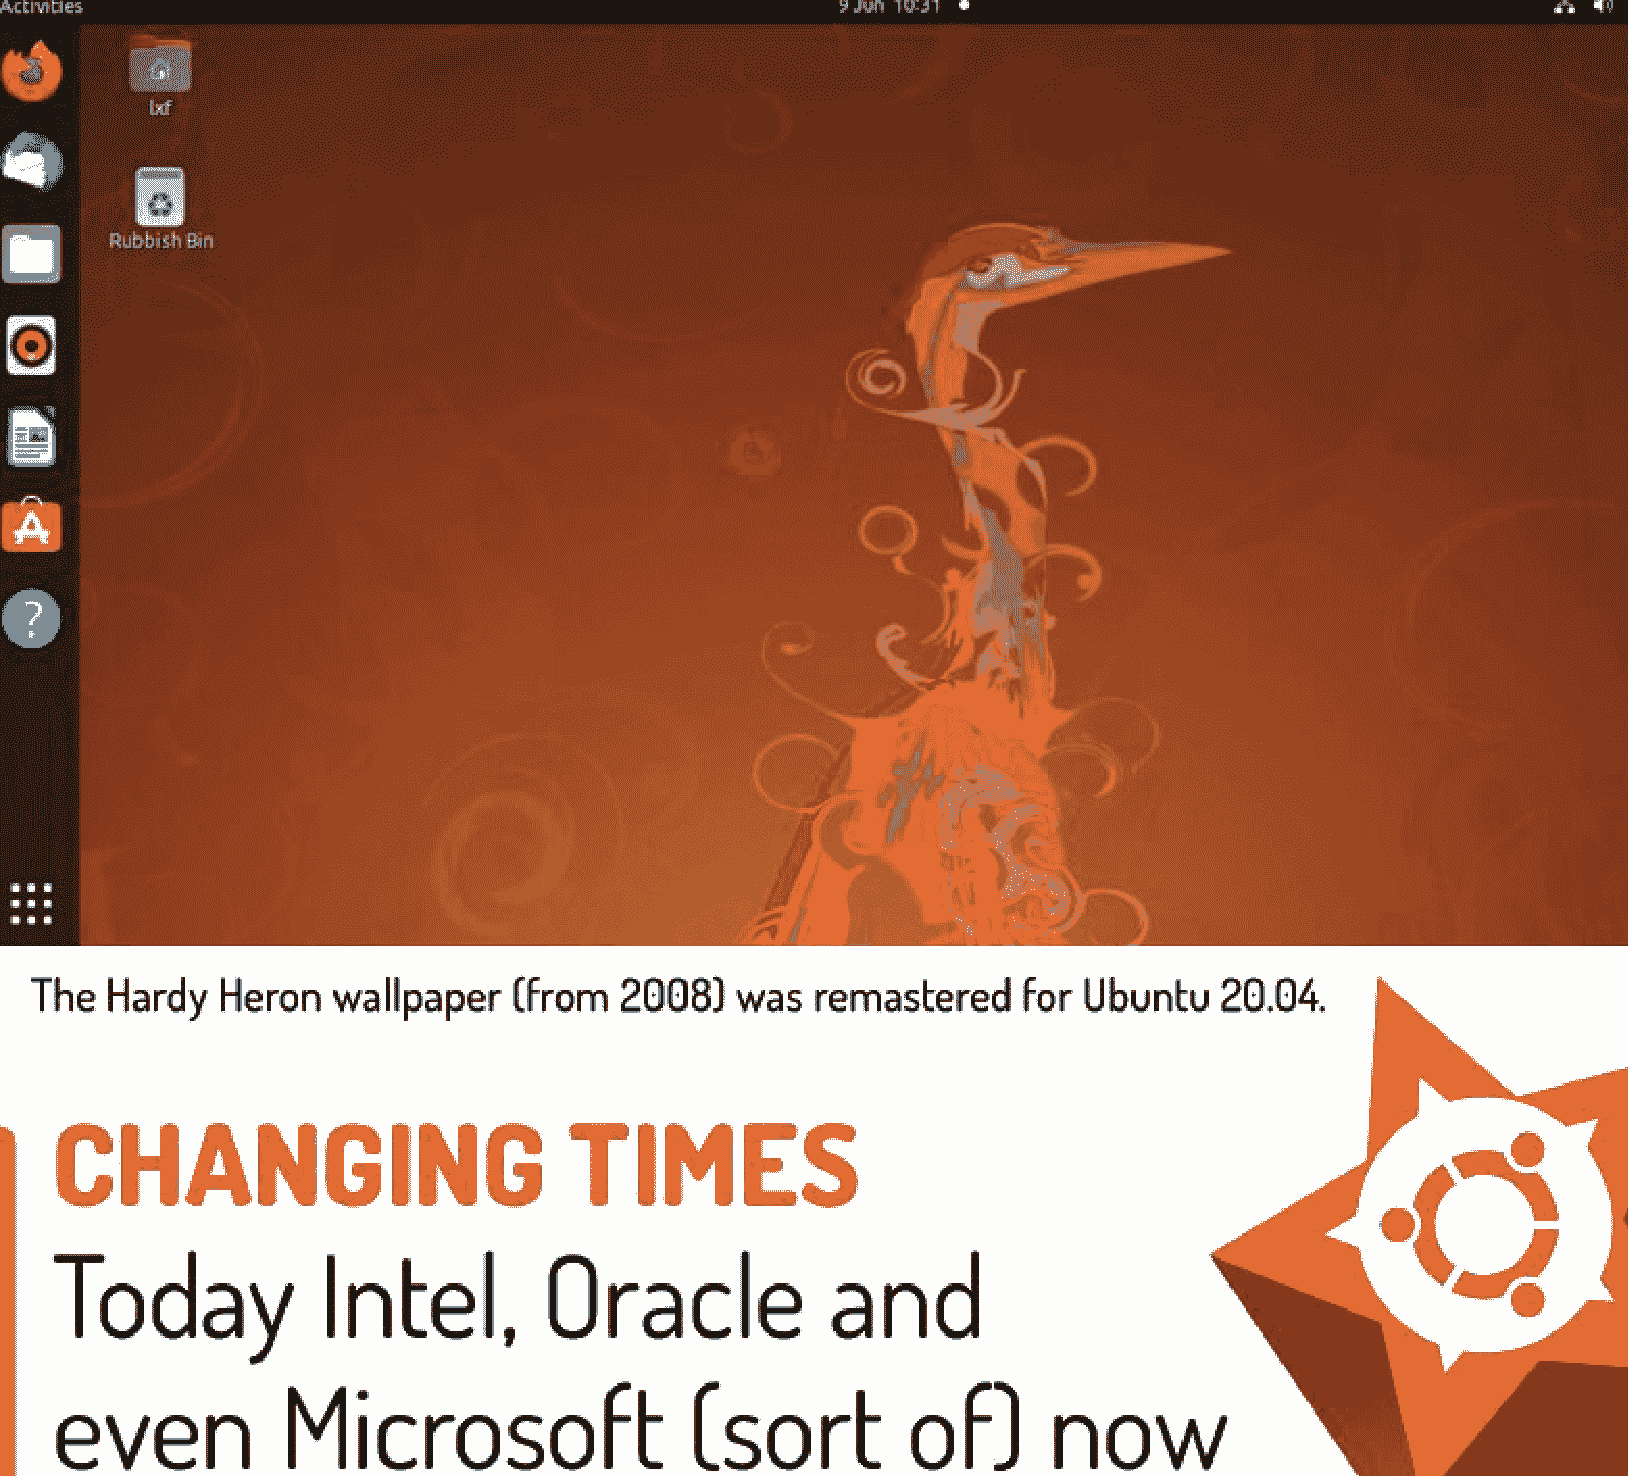 Activities
9 Jun 10:31
lxf
Rubbish Bin
The Hardy Heron wallpaper (from 2008) was remastered for Ubuntu 20.04.
CHANGING TIMES
Today Intel, Oracle and
even Microsoft (sort of) now